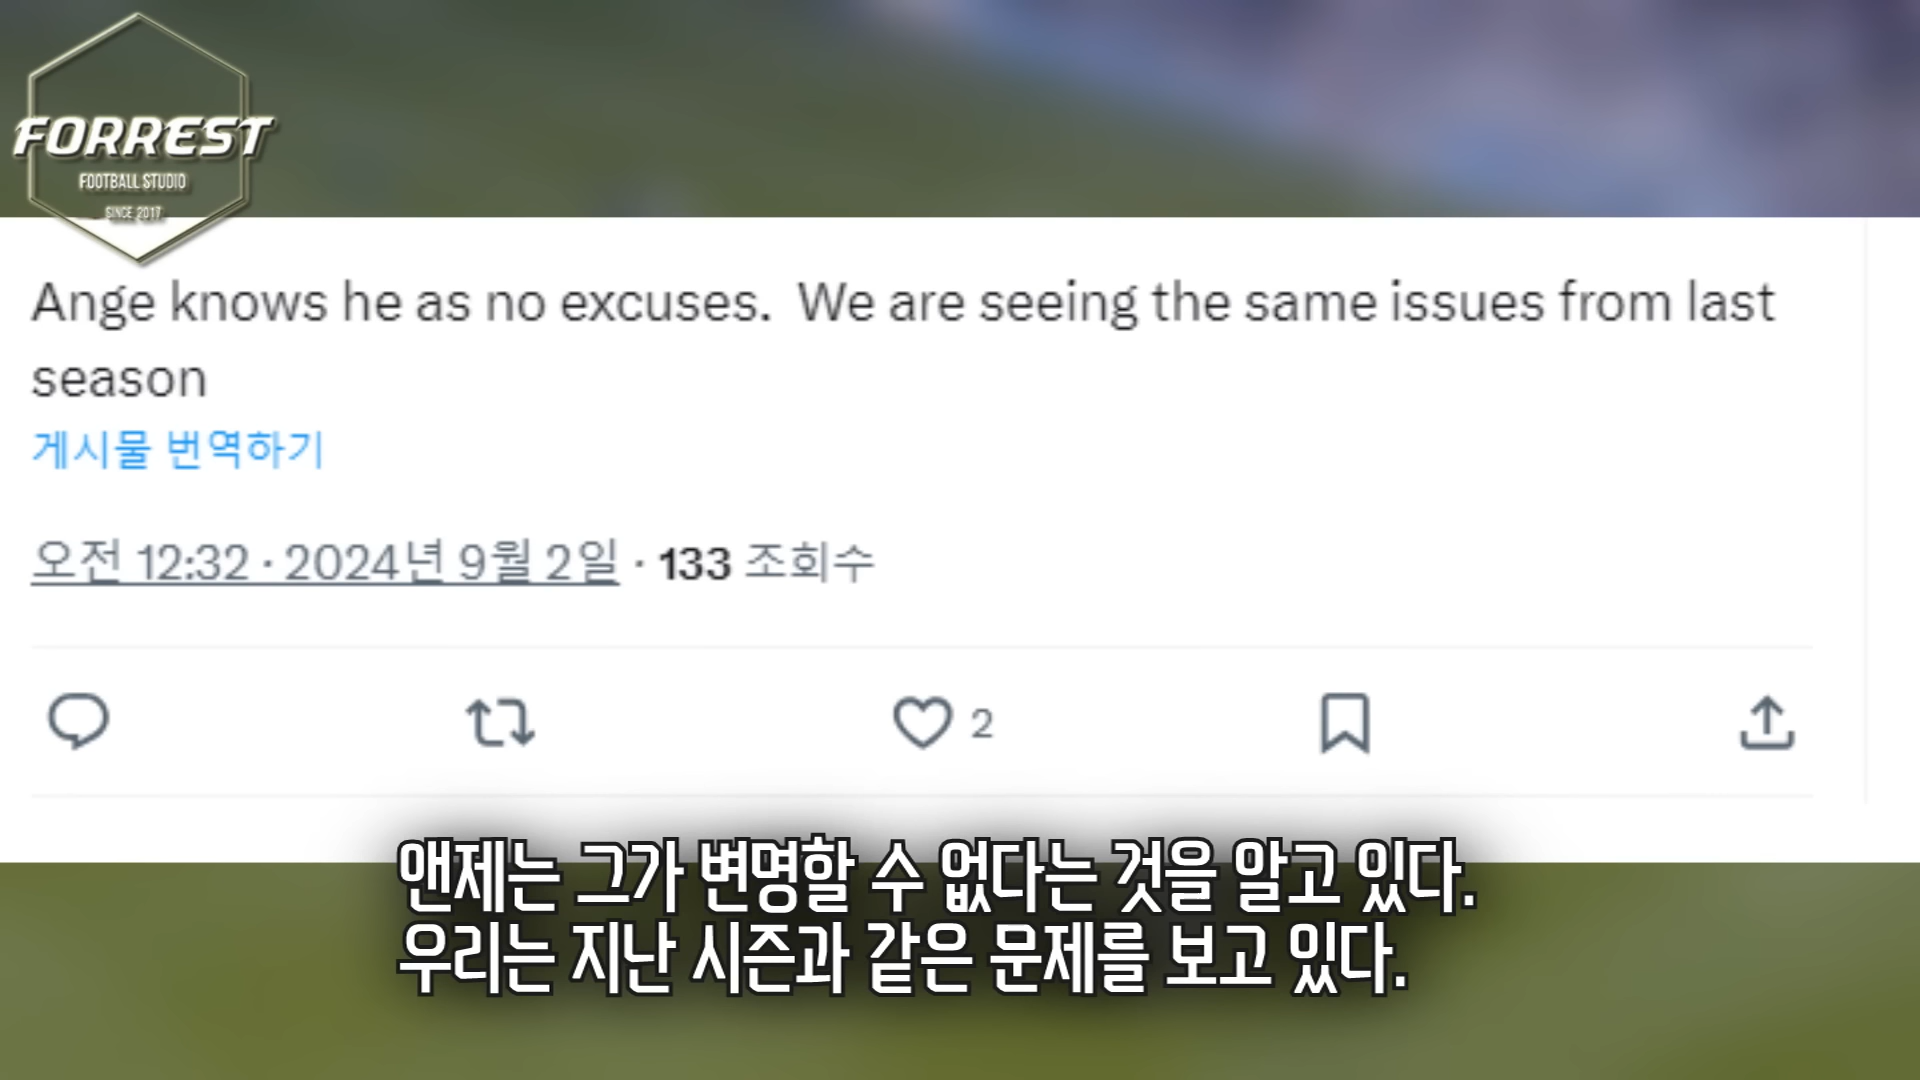 FORREST
FOOTBALL STUDIO
SINCE 2017
Ange knows he as no excuses.  We are seeing the same issues from last
season
게시물 번역하기
오전 12:32 · 2024년 9월 2일 · 133 조회수
2
앤제는 그가 변명할 수 없다는 것을 알고 있다.
우리는 지난 시즌과 같은 문제를 보고 있다.